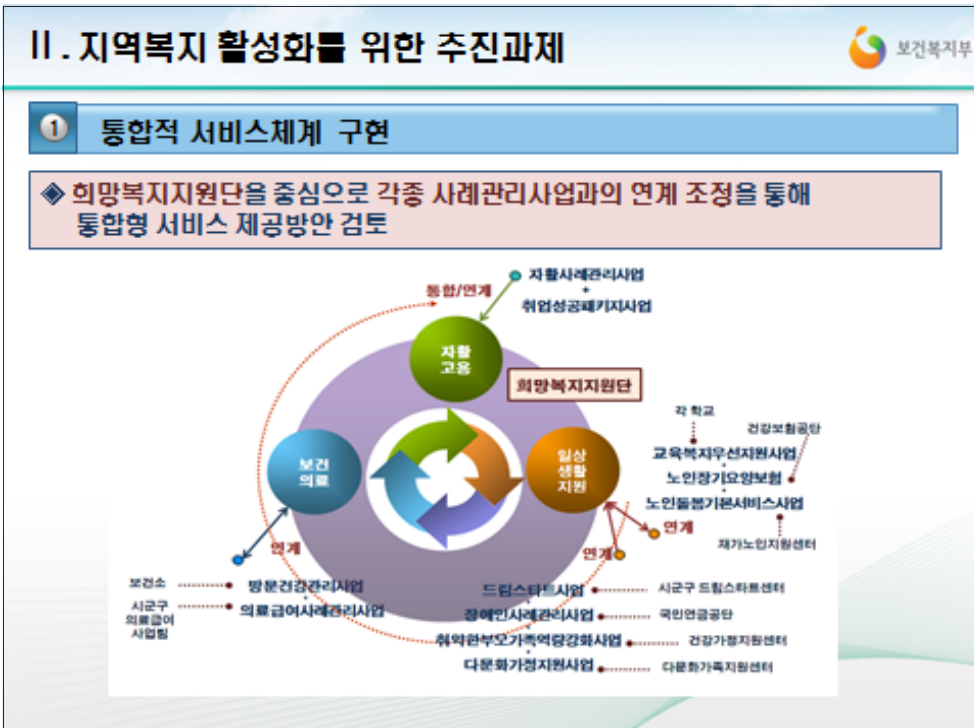 Ⅱ. 지역복지 활성화를 위한 추진과제
보건복지부
1 통합적 서비스체계 구현
◈ 희망복지지원단을 중심으로 각종 사례관리사업과의 연계 조정을 통해
통합형 서비스 제공방안 검토
통합/연계
자활사례관리사업
+
취업성공패키지사업
자활
고용
희망복지지원단
보건
의료
일상
생활
지원
각 학교
건강보험공단
교육복지우선지원사업
노인장기요양보험
노인돌봄기본서비스사업
재가노인지원센터
연계
연계
연계
보건소
방문건강관리사업
+
시군구
의료급여
사업팀
의료급여사례관리사업
드림스타트사업
시군구 드림스타트센터
장애인사례관리사업
국민연금공단
취약한부모가족역량강화사업
건강가정지원센터
다문화가정지원사업
다문화가족지원센터